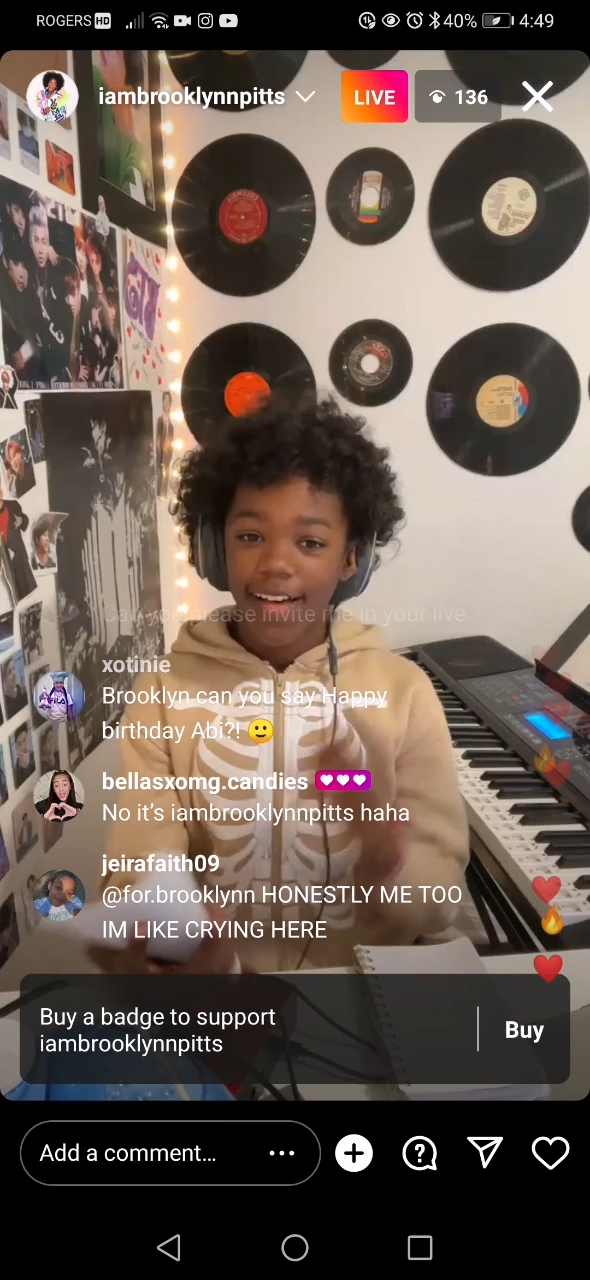 ROGERS HD
40% 4:49
iambrooklynnpitts
LIVE
136
Can you please invite me in your live
xotinie
Brooklyn can you say Happy
birthday Abi?! 🙂
bellasxomg.candies
No it's iambrooklynnpitts haha
jeirafaith09
@for.brooklynn HONESTLY ME TOO
IM LIKE CRYING HERE
Buy a badge to support
iambrooklynnpitts
Buy
Add a comment...